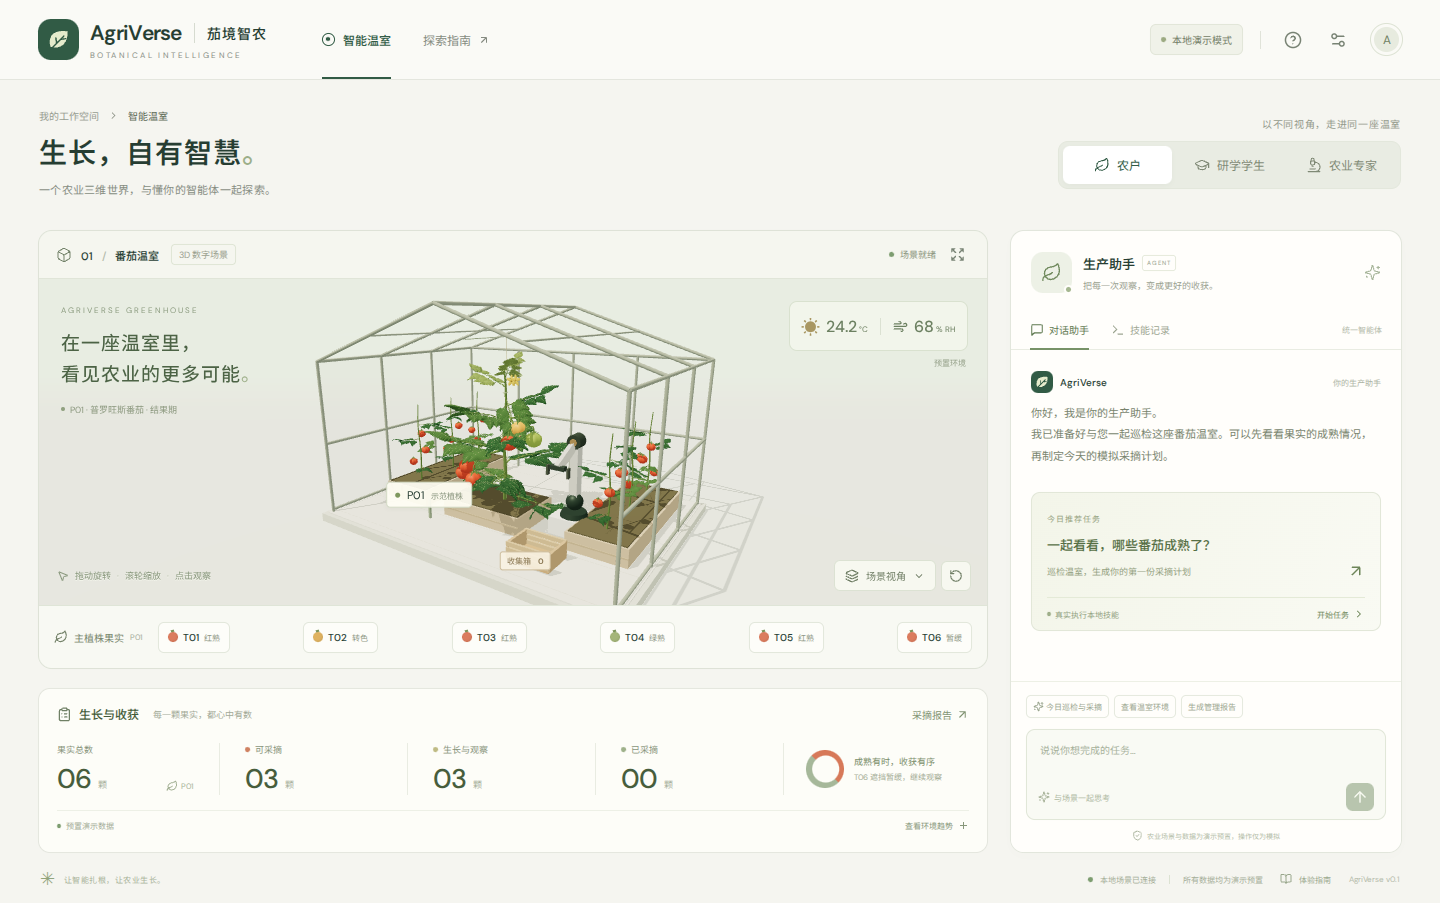 AgriVerse 茄境智农
BOTANICAL INTELLIGENCE
智能温室
探索指南
本地演示模式
A
我的工作空间 > 智能温室
生长，自有智慧。
一个农业三维世界，与懂你的智能体一起探索。
以不同视角，走进同一座温室
农户
研学学生
农业专家
01 / 番茄温室
3D 数字场景
场景就绪
AGRIVERSE GREENHOUSE
在一座温室里，
看见农业的更多可能。
P01 · 普罗旺斯番茄 · 结果期
24.2 °C
68 % RH
预置环境
P01 示范植株
收集箱 0
拖动旋转 滚轮缩放 点击观察
场景视角
主植株果实 P01
T01 红熟
T02 转色
T03 红熟
T04 绿熟
T05 红熟
T06 暂缓
生长与收获
每一颗果实，都心中有数
采摘报告
果实总数
06 颗
P01
可采摘
03 颗
生长与观察
03 颗
已采摘
00 颗
成熟有时，收获有序
T06 遮挡暂缓，继续观察
预置演示数据
查看环境趋势
生产助手
AGENT
把每一次观察，变成更好的收获。
对话助手
技能记录
统一智能体
AgriVerse
你的生产助手
你好，我是你的生产助手。
我已准备好与您一起巡检这座番茄温室。可以先看看果实的成熟情况，
再制定今天的模拟采摘计划。
今日推荐任务
一起看看，哪些番茄成熟了？
巡检温室，生成你的第一份采摘计划
真实执行本地技能
开始任务
今日巡检与采摘
查看温室环境
生成管理报告
说说你想完成的任务…
与场景一起思考
农业场景与数据为演示预置，操作仅为模拟
让智能扎根，让农业生长。
本地场景已连接
所有数据均为演示预置
体验指南
AgriVerse v0.1